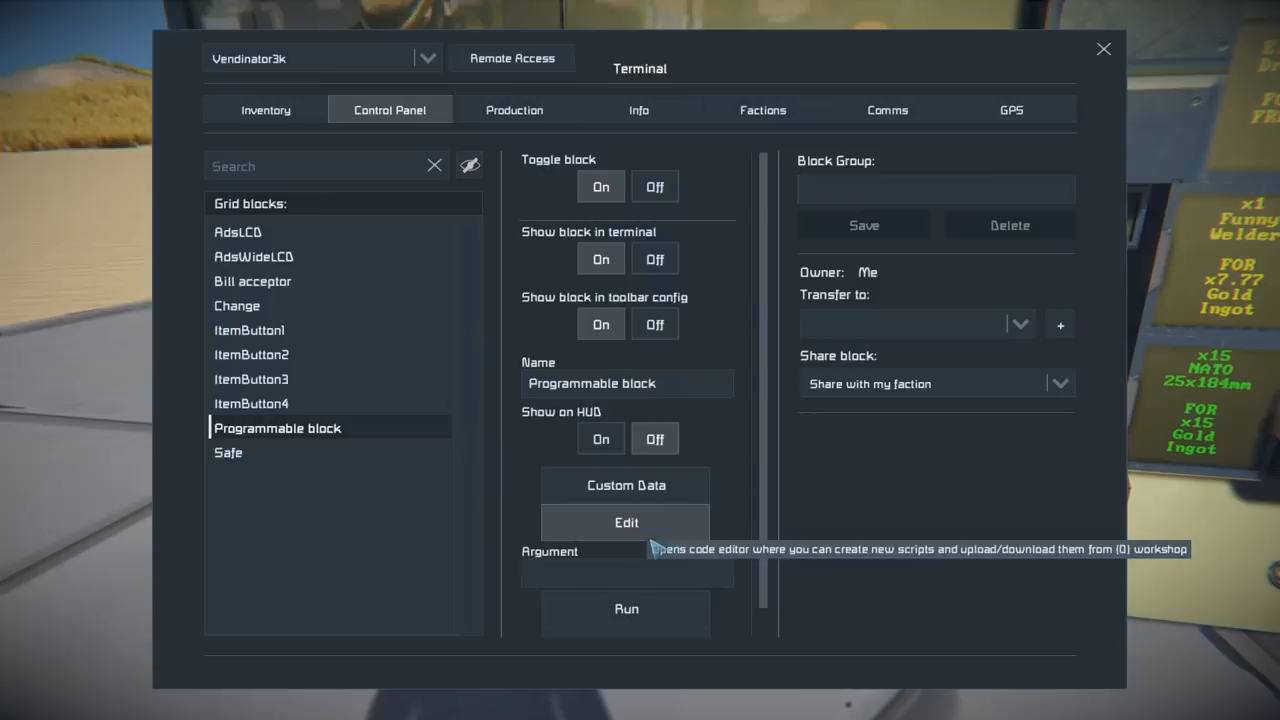 Vendinator3k
Remote Access
Terminal
Inventory
Control Panel
Production
Info
Factions
Comms
GPS
Search
Grid blocks:
AdsLCD
AdsWideLCD
Bill acceptor
Change
ItemButton1
ItemButton2
ItemButton3
ItemButton4
Programmable block
Safe
Toggle block
On
Off
Show block in terminal
On
Off
Show block in toolbar config
On
Off
Name
Programmable block
Show on HUD
On
Off
Custom Data
Edit
Opens code editor where you can create new scripts and upload/download them from {0} workshop
Argument
Run
Block Group:
Save
Delete
Owner: Me
Transfer to:
+
Share block:
Share with my faction
x1
Funny
Welder
FOR
x7.77
Gold
Ingot
x15
NATO
25x184mm
FOR
x15
Gold
Ingot